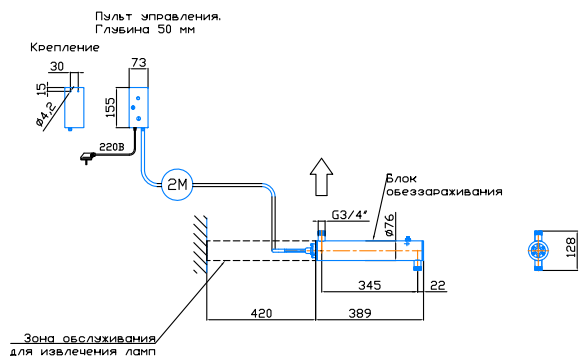 Пульт управления.
Глубина 50 мм
Крепление
30
73
15
155
Ø4,2
220В
2М
Блок
обеззараживания
G3/4"
Ø76
128
345
22
420
389
Зона обслуживания
для извлечения ламп